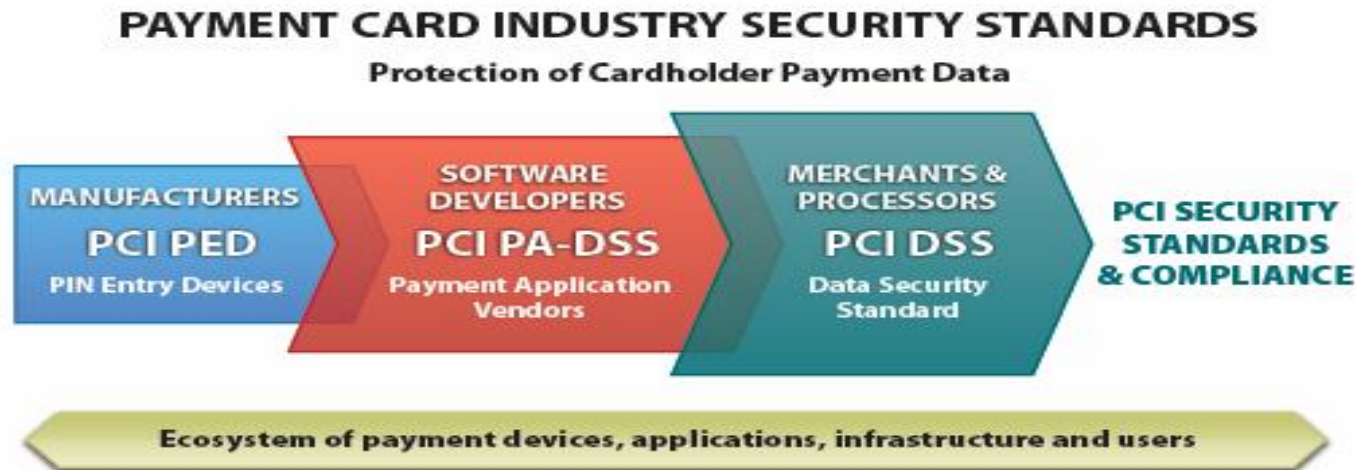 PAYMENT CARD INDUSTRY SECURITY STANDARDS
Protection of Cardholder Payment Data
MANUFACTURERS
PCI PED
PIN Entry Devices
SOFTWARE
DEVELOPERS
PCI PA-DSS
Payment Application
Vendors
MERCHANTS &
PROCESSORS
PCI DSS
Data Security
Standard
PCI SECURITY
STANDARDS
& COMPLIANCE
Ecosystem of payment devices, applications, infrastructure and users